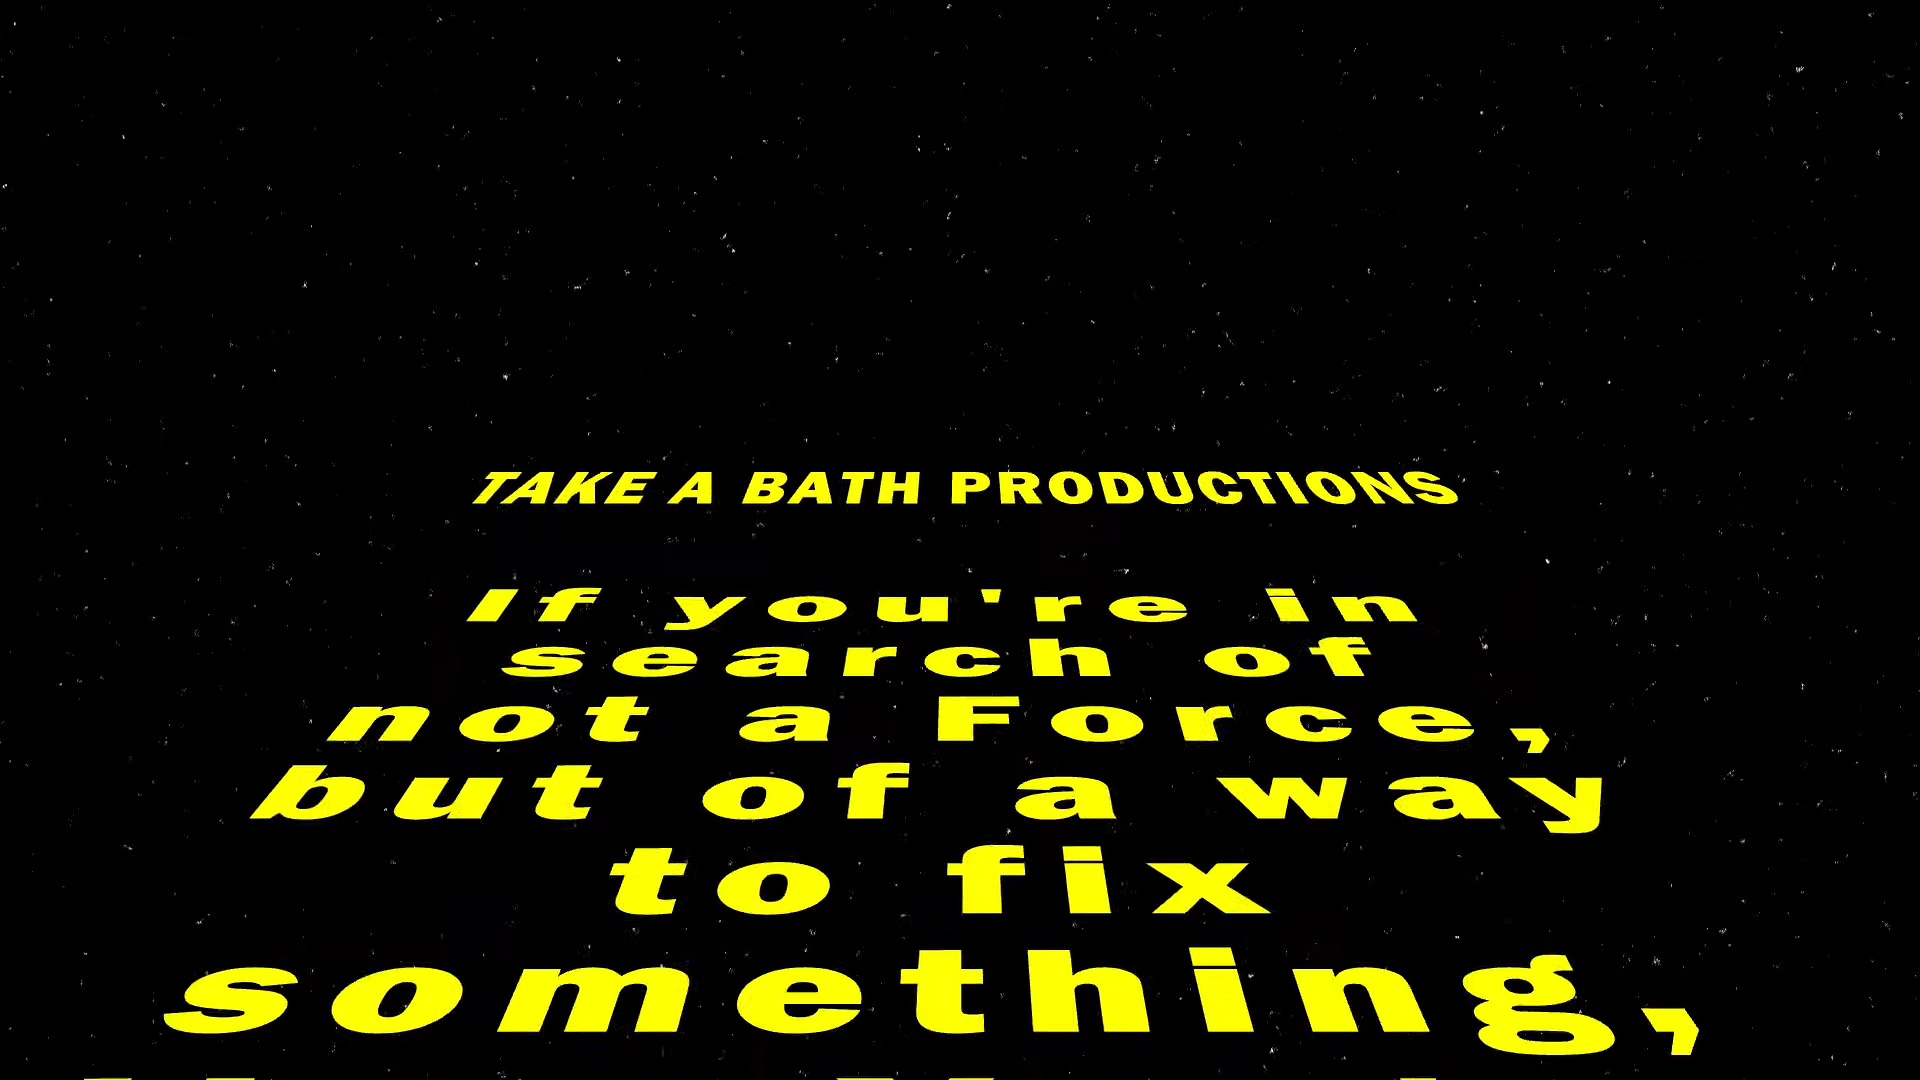 TAKE A BATH PRODUCTIONS
If you're in
search of
not a Force,
but of a way
to fix
something,